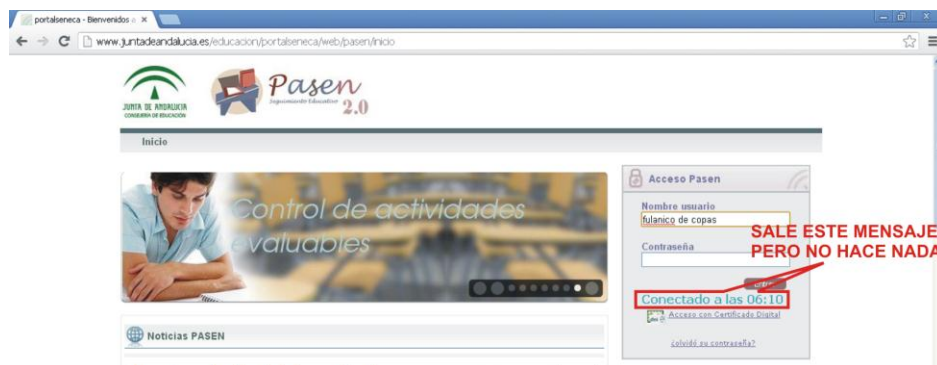 portalseneca - Bienvenidos a
www.juntadeandalucia.es/educacion/portalseneca/web/pasen/inicio
JUNTA DE ANDALUCIA
CONSEJERÍA DE EDUCACIÓN
Pasen
Seguimiento Educativo
2.0
Inicio
Control de actividades
evaluables
Acceso Pasen
Nombre usuario
fulanico de copas
Contraseña
SALE ESTE MENSAJE
PERO NO HACE NADA
Conectado a las 06:10
Acceso con Certificado Digital
¿olvidó su contraseña?
Noticias PASEN